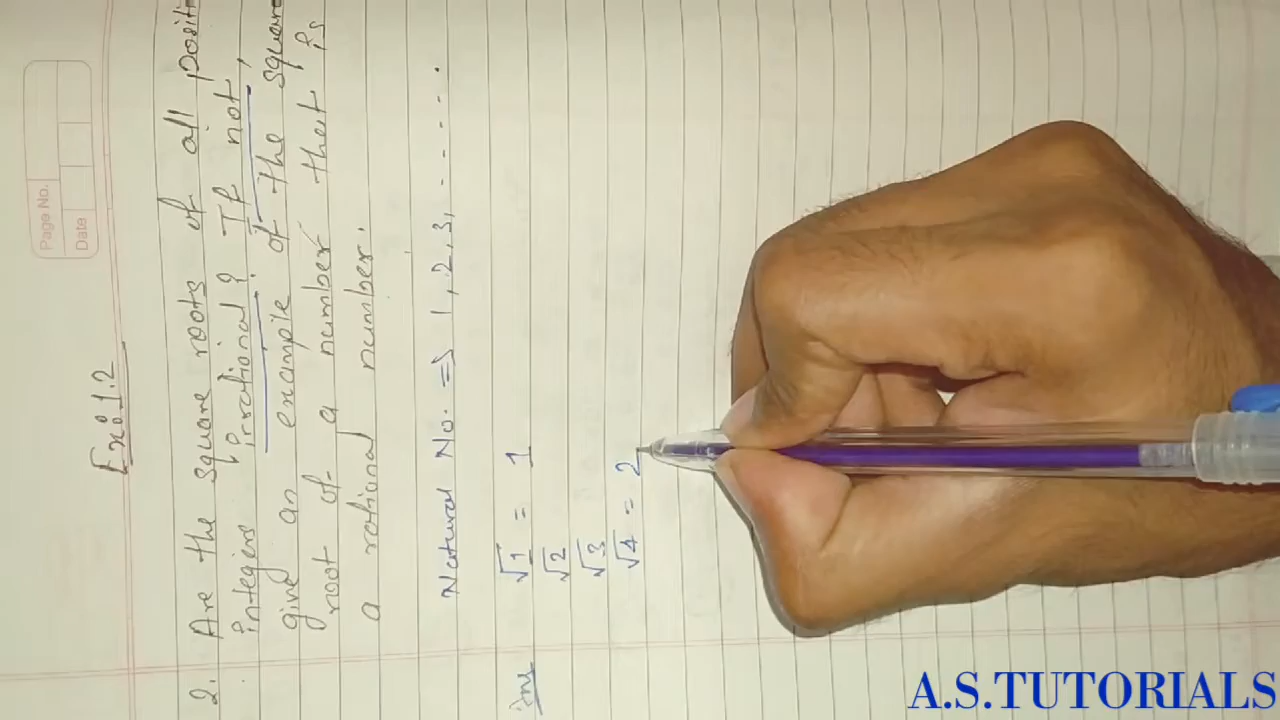 Page No.
Date
Ex: 1.2
2. Are the square roots of all positi
integers irrational? If not,
give an example of the square
root of a number that is
a rational number.
Natural No. => 1, 2, 3, - - - - .
Ans √1 = 1
√2
√3
√4 = 2
A.S.TUTORIALS